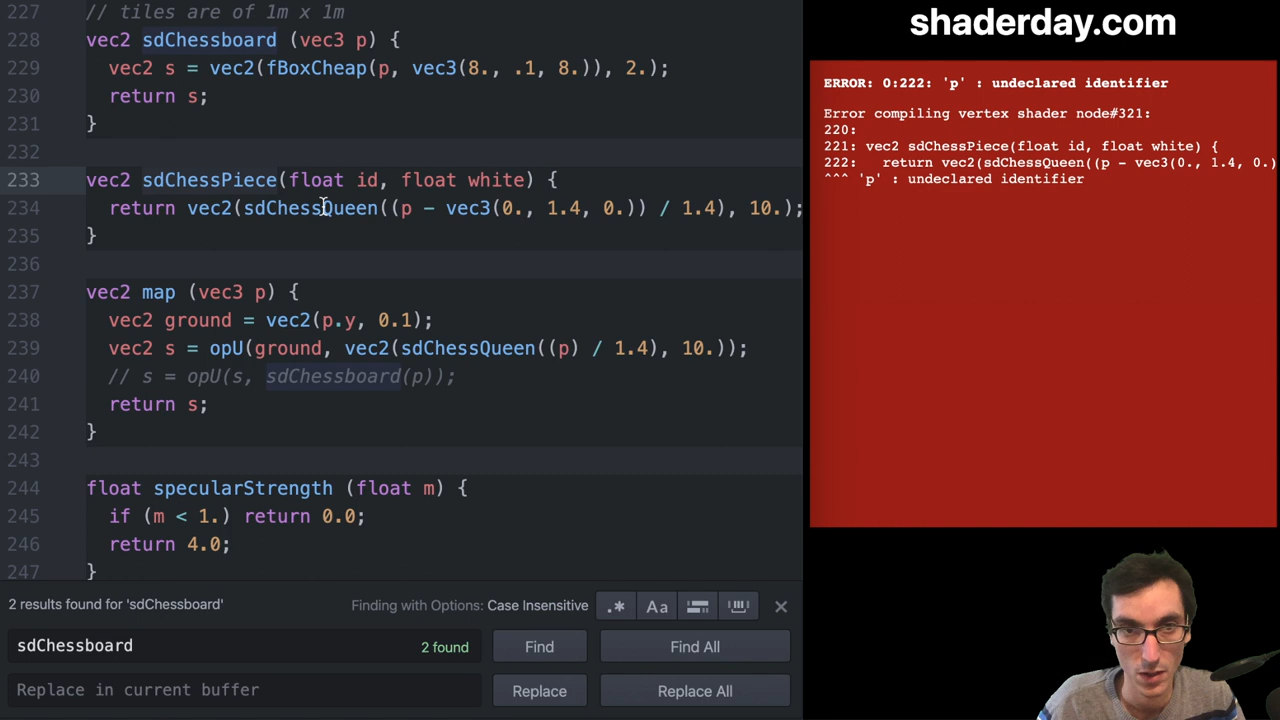 227 // tiles are of 1m x 1m
228 vec2 sdChessboard (vec3 p) {
229 vec2 s = vec2(fBoxCheap(p, vec3(8., .1, 8.)), 2.);
230 return s;
231 }
232
233 vec2 sdChessPiece(float id, float white) {
234 return vec2(sdChessQueen((p - vec3(0., 1.4, 0.)) / 1.4), 10.);
235 }
236
237 vec2 map (vec3 p) {
238 vec2 ground = vec2(p.y, 0.1);
239 vec2 s = opU(ground, vec2(sdChessQueen((p) / 1.4), 10.));
240 // s = opU(s, sdChessboard(p));
241 return s;
242 }
243
244 float specularStrength (float m) {
245 if (m < 1.) return 0.0;
246 return 4.0;
247 }
2 results found for 'sdChessboard'
Finding with Options: Case Insensitive
.* Aa
sdChessboard
2 found
Find
Find All
Replace in current buffer
Replace
Replace All
shaderday.com
ERROR: 0:222: 'p' : undeclared identifier
Error compiling vertex shader node#321:
220:
221: vec2 sdChessPiece(float id, float white) {
222: return vec2(sdChessQueen((p - vec3(0., 1.4, 0.)
^^^ 'p' : undeclared identifier